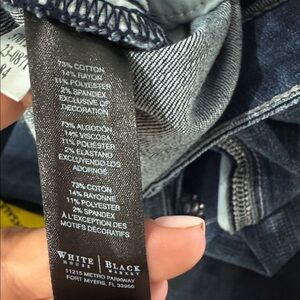 73% COTTON
14% RAYON
11% POLYESTER
2% SPANDEX
EXCLUSIVE OF
DECORATION
73% ALGODÓN
14% VISCOSA
11% POLIÉSTER
2% ELASTANO
EXCLUYENDO LOS
ADORNOS
73% COTON
14% RAYONNE
11% POLYESTER
2% SPANDEX
À L'EXCEPTION DES
MOTIFS DÉCORATIFS
WHITE HOUSE BLACK MARKET
11215 METRO PARKWAY
FORT MYERS, FL 33966